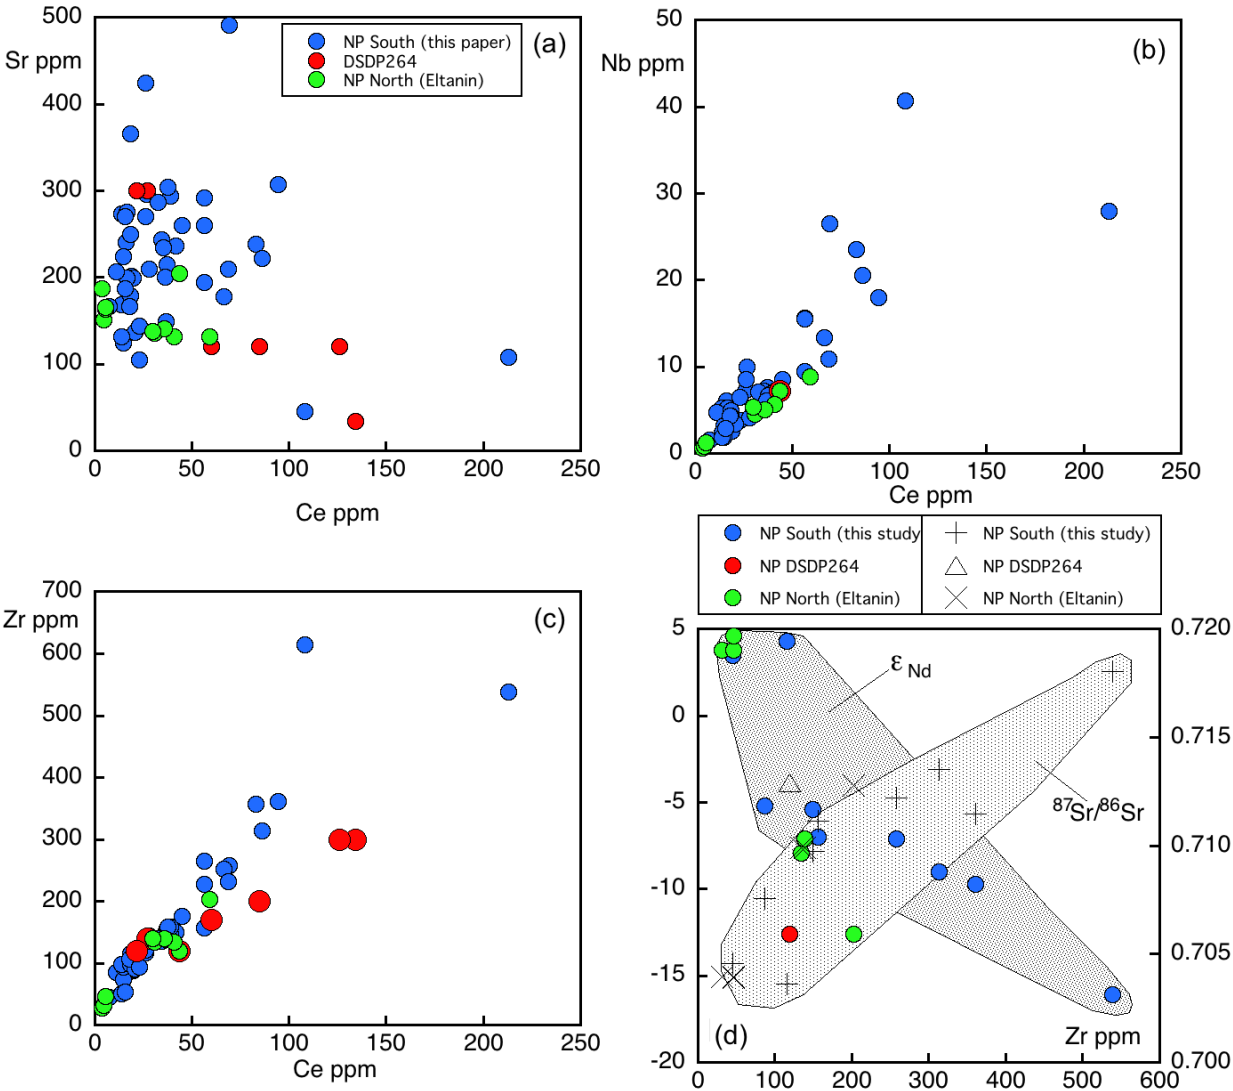 500
Sr ppm
400
300
200
100
0
NP South (this paper)
DSDP264
NP North (Eltanin)
(a)
0 50 100 150 200 250
Ce ppm
50
Nb ppm
40
30
20
10
0
(b)
0 50 100 150 200 250
Ce ppm
700
Zr ppm
600
500
400
300
200
100
0
(c)
0 50 100 150 200 250
Ce ppm
NP South (this study
NP DSDP264
NP North (Eltanin)
NP South (this study)
NP DSDP264
NP North (Eltanin)
5
0
-5
-10
-15
-20
εNd
87Sr/86Sr
0.720
0.715
0.710
0.705
0.700
(d)
Zr ppm
0 100 200 300 400 500 600